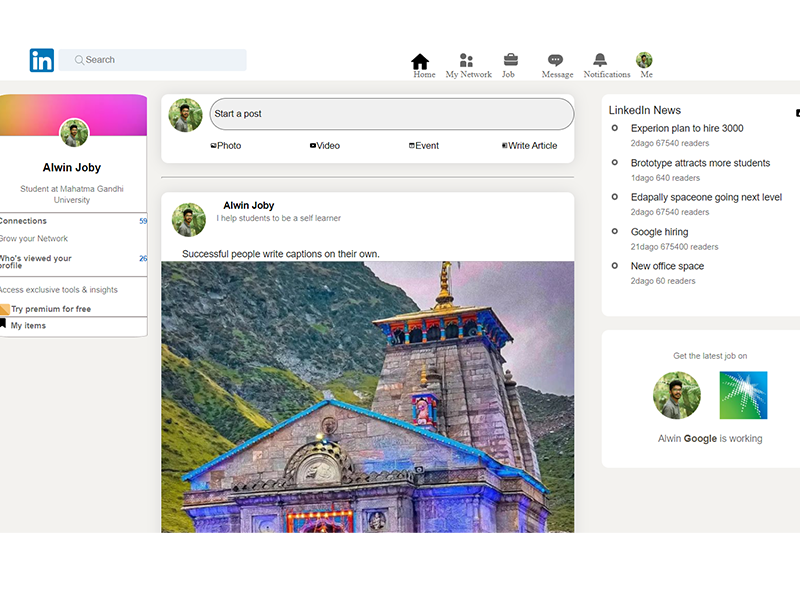 in
Search
Home
My Network
Job
Message
Notifications
Me
Alwin Joby
Student at Mahatma Gandhi
University
Connections
59
Grow your Network
Who's viewed your
profile
26
Access exclusive tools & insights
Try premium for free
My items
Start a post
Photo
Video
Event
Write Article
Alwin Joby
I help students to be a self learner
Successful people write captions on their own.
LinkedIn News
Experion plan to hire 3000
2dago 67540 readers
Brototype attracts more students
1dago 640 readers
Edapally spaceone going next level
2dago 67540 readers
Google hiring
21dago 675400 readers
New office space
2dago 60 readers
Get the latest job on
Alwin Google is working